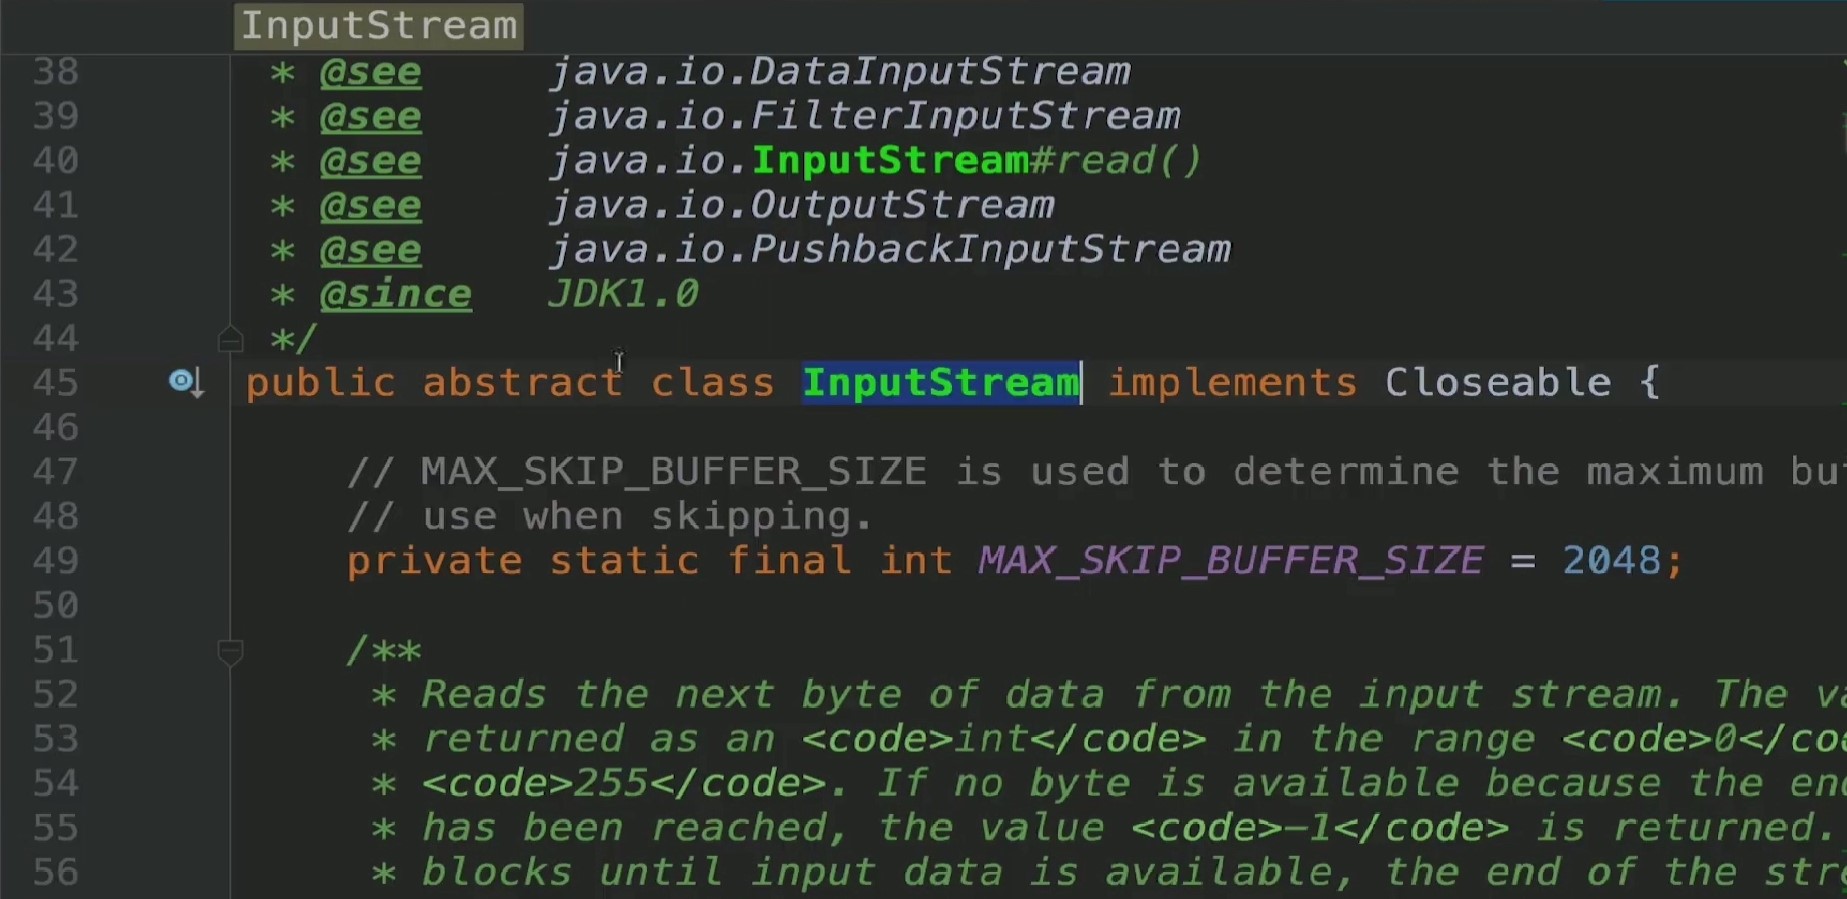 InputStream
38 * @see java.io.DataInputStream
39 * @see java.io.FilterInputStream
40 * @see java.io.InputStream#read()
41 * @see java.io.OutputStream
42 * @see java.io.PushbackInputStream
43 * @since JDK1.0
44 */
45 public abstract class InputStream implements Closeable {
46
47 // MAX_SKIP_BUFFER_SIZE is used to determine the maximum bu
48 // use when skipping.
49 private static final int MAX_SKIP_BUFFER_SIZE = 2048;
50
51 /**
52 * Reads the next byte of data from the input stream. The va
53 * returned as an <code>int</code> in the range <code>0</co
54 * <code>255</code>. If no byte is available because the en
55 * has been reached, the value <code>-1</code> is returned.
56 * blocks until input data is available, the end of the str